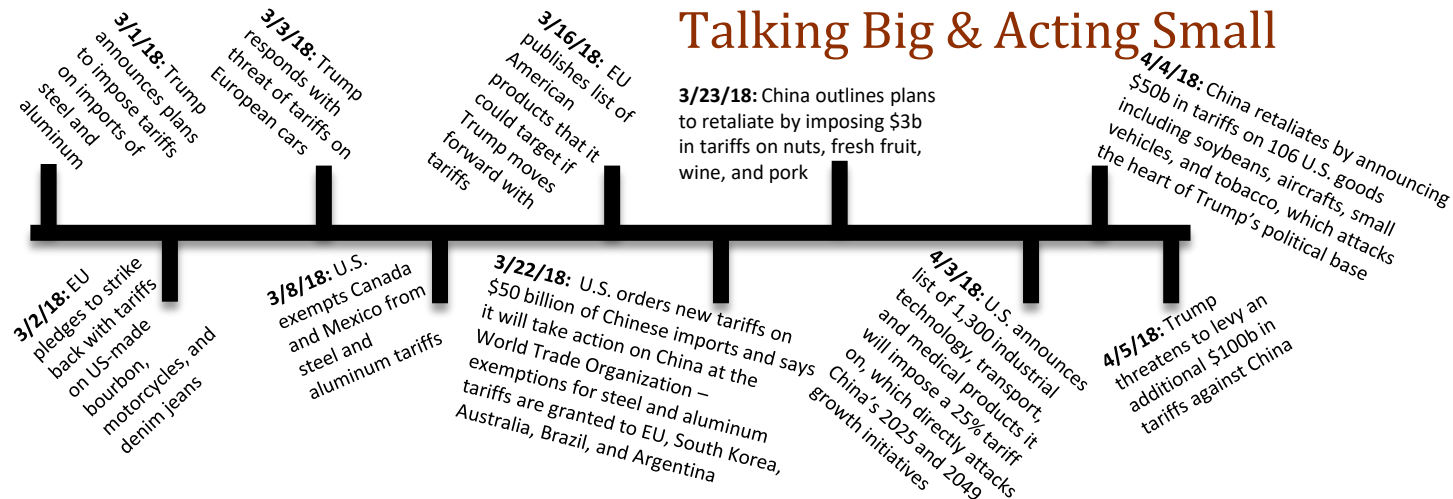 Talking Big & Acting Small
3/1/18: Trump
announces plans
to impose tariffs
on imports of
steel and
aluminum
3/2/18: EU
pledges to strike
back with tariffs
on US-made
bourbon,
motorcycles, and
denim jeans
3/3/18: Trump
responds with
threat of tariffs on
European cars
3/8/18: U.S.
exempts Canada
and Mexico from
steel and
aluminum tariffs
3/16/18: EU
publishes list of
American
products that it
could target if
Trump moves
forward with
tariffs
3/22/18: U.S. orders new tariffs on
$50 billion of Chinese imports and says
it will take action on China at the
World Trade Organization –
exemptions for steel and aluminum
tariffs are granted to EU, South Korea,
Australia, Brazil, and Argentina
3/23/18: China outlines plans
to retaliate by imposing $3b
in tariffs on nuts, fresh fruit,
wine, and pork
4/3/18: U.S. announces
list of 1,300 industrial
technology, transport,
and medical products it
will impose a 25% tariff
on, which directly attacks
China's 2025 and 2049
growth initiatives
4/4/18: China retaliates by announcing
$50b in tariffs on 106 U.S. goods
including soybeans, aircrafts, small
vehicles, and tobacco, which attacks
the heart of Trump's political base
4/5/18: Trump
threatens to levy an
additional $100b in
tariffs against China